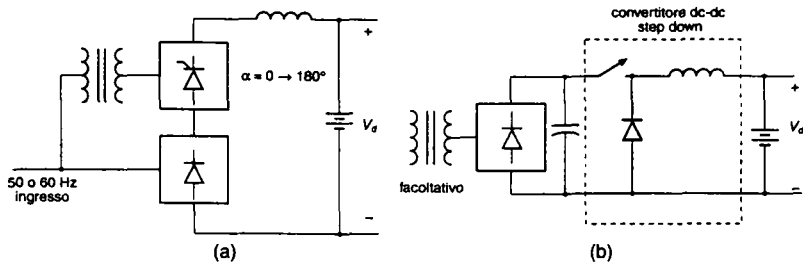 α = 0 → 180°
+
V_d
−
50 o 60 Hz
ingresso
(a)
convertitore dc-dc
step down
facoltativo
+
V_d
−
(b)